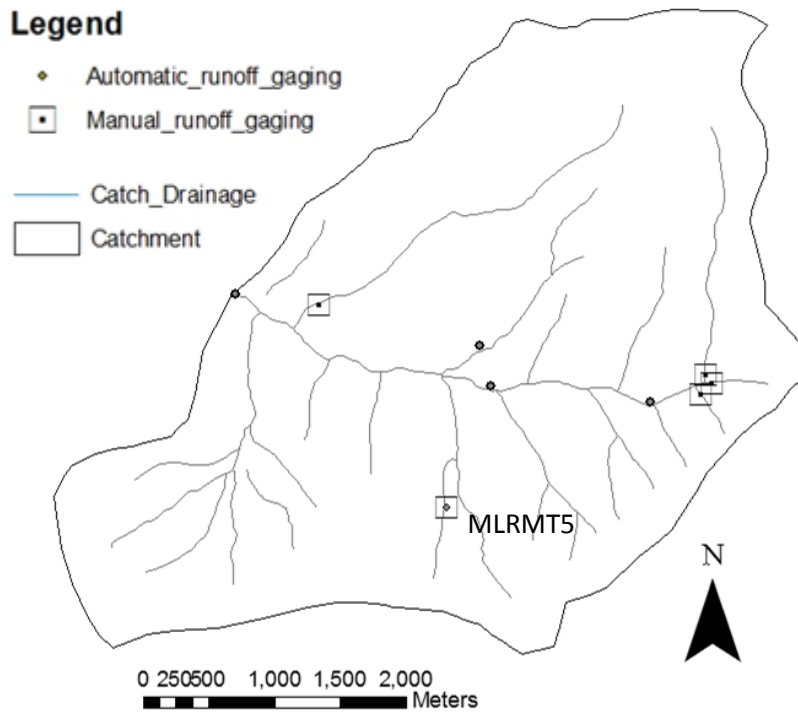 Legend
Automatic_runoff_gaging
Manual_runoff_gaging
Catch_Drainage
Catchment
MLRMT5
N
0 250500 1,000 1,500 2,000
Meters